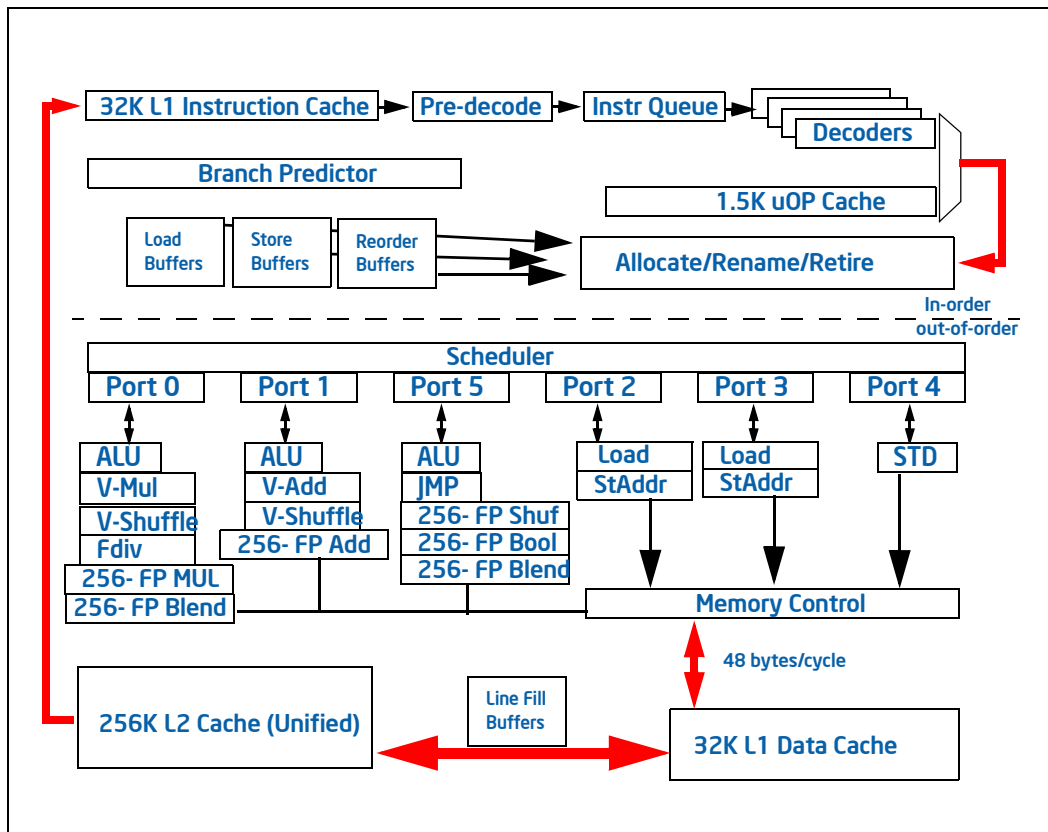 32K L1 Instruction Cache
Pre-decode
Instr Queue
Decoders
Branch Predictor
1.5K uOP Cache
Load
Buffers
Store
Buffers
Reorder
Buffers
Allocate/Rename/Retire
In-order
out-of-order
Scheduler
Port 0
Port 1
Port 5
Port 2
Port 3
Port 4
ALU
V-Mul
V-Shuffle
Fdiv
256- FP MUL
256- FP Blend
ALU
V-Add
V-Shuffle
256- FP Add
ALU
JMP
256- FP Shuf
256- FP Bool
256- FP Blend
Load
StAddr
Load
StAddr
STD
Memory Control
48 bytes/cycle
256K L2 Cache (Unified)
Line Fill
Buffers
32K L1 Data Cache